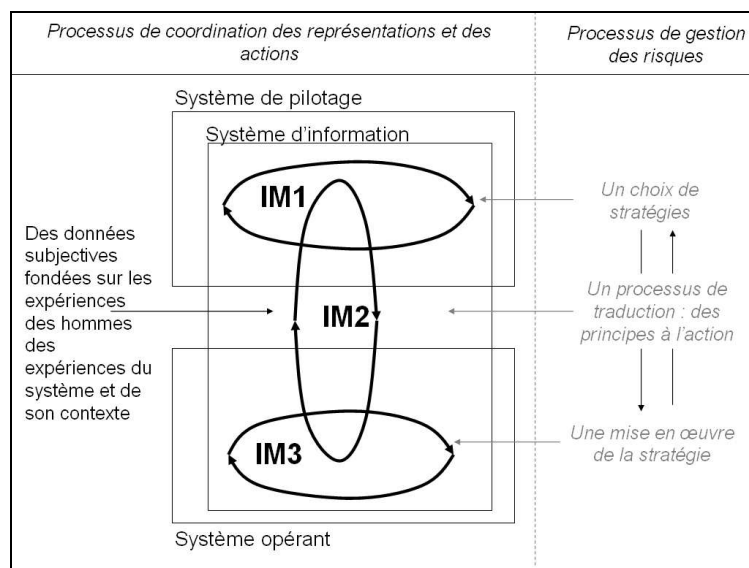 Processus de coordination des représentations et des
actions
Processus de gestion
des risques
Système de pilotage
Système d'information
IM1
Un choix de
stratégies
Des données
subjectives
fondées sur les
expériences
des hommes
des
expériences du
système et de
son contexte
IM2
Un processus de
traduction : des
principes à l'action
IM3
Une mise en œuvre
de la stratégie
Système opérant